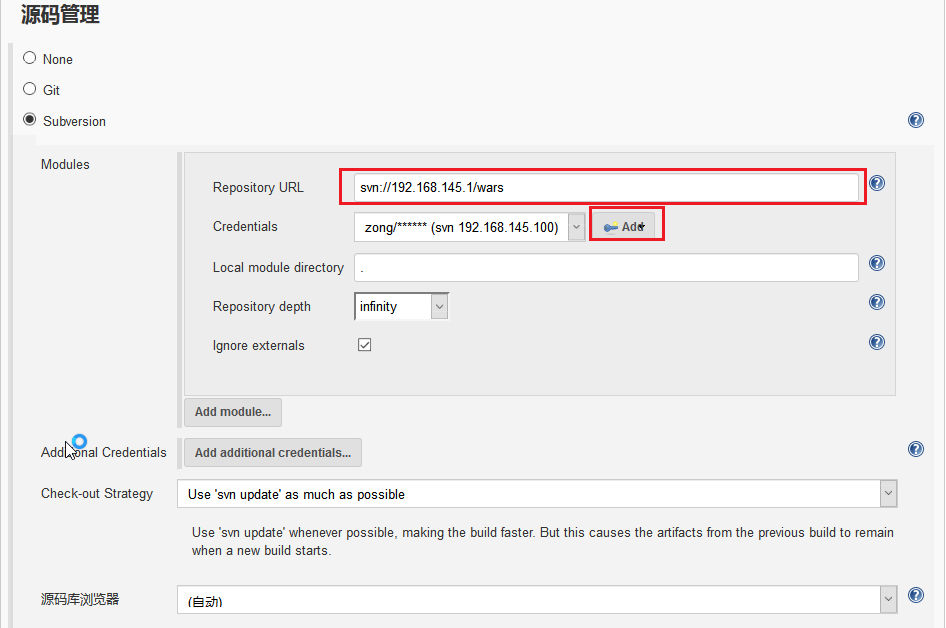 源码管理
None
Git
Subversion
Modules
Repository URL
svn://192.168.145.1/wars
Credentials
zong/****** (svn 192.168.145.100)
Add
Local module directory
.
Repository depth
infinity
Ignore externals
Add module...
Additional Credentials
Add additional credentials...
Check-out Strategy
Use 'svn update' as much as possible
Use 'svn update' whenever possible, making the build faster. But this causes the artifacts from the previous build to remain
when a new build starts.
源码库浏览器
(自动)